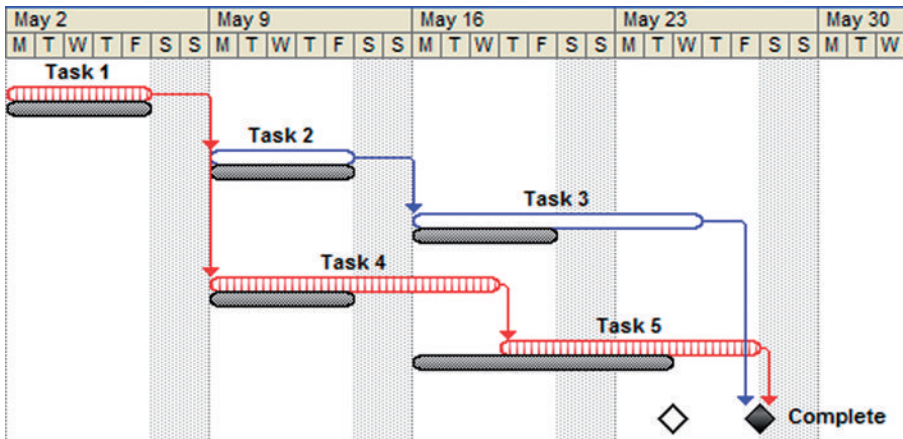 May 2 May 9 May 16 May 23 May 30
M T W T F S S M T W T F S S M T W T F S S M T W T F S S M T W
Task 1
Task 2
Task 3
Task 4
Task 5
Complete